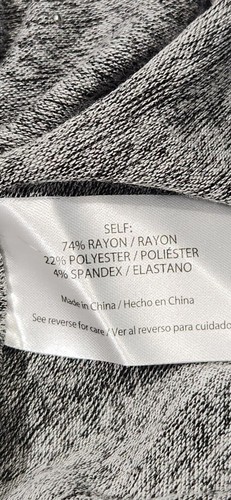 SELF:
74% RAYON / RAYON
22% POLYESTER / POLIÉSTER
4% SPANDEX / ELASTANO
Made in China / Hecho en China
See reverse for care / Ver al reverso para cuidado